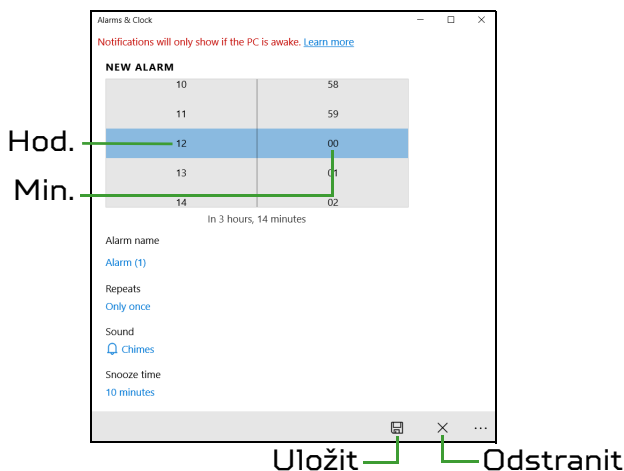 Alarms & Clock
Notifications will only show if the PC is awake. Learn more
NEW ALARM
10 58
11 59
Hod.
12 00
Min.
13 01
14 02
In 3 hours, 14 minutes
Alarm name
Alarm (1)
Repeats
Only once
Sound
Chimes
Snooze time
10 minutes
Uložit
Odstranit